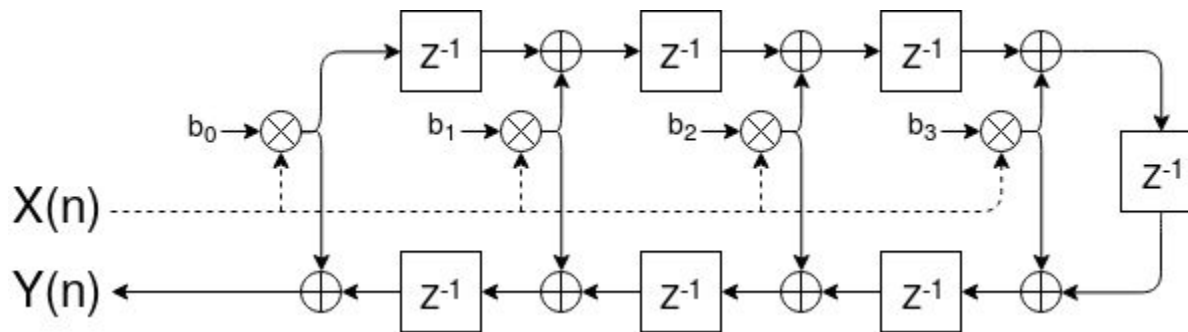 Z⁻¹ Z⁻¹ Z⁻¹
b₀ b₁ b₂ b₃
Z⁻¹
X(n)
Y(n) Z⁻¹ Z⁻¹ Z⁻¹